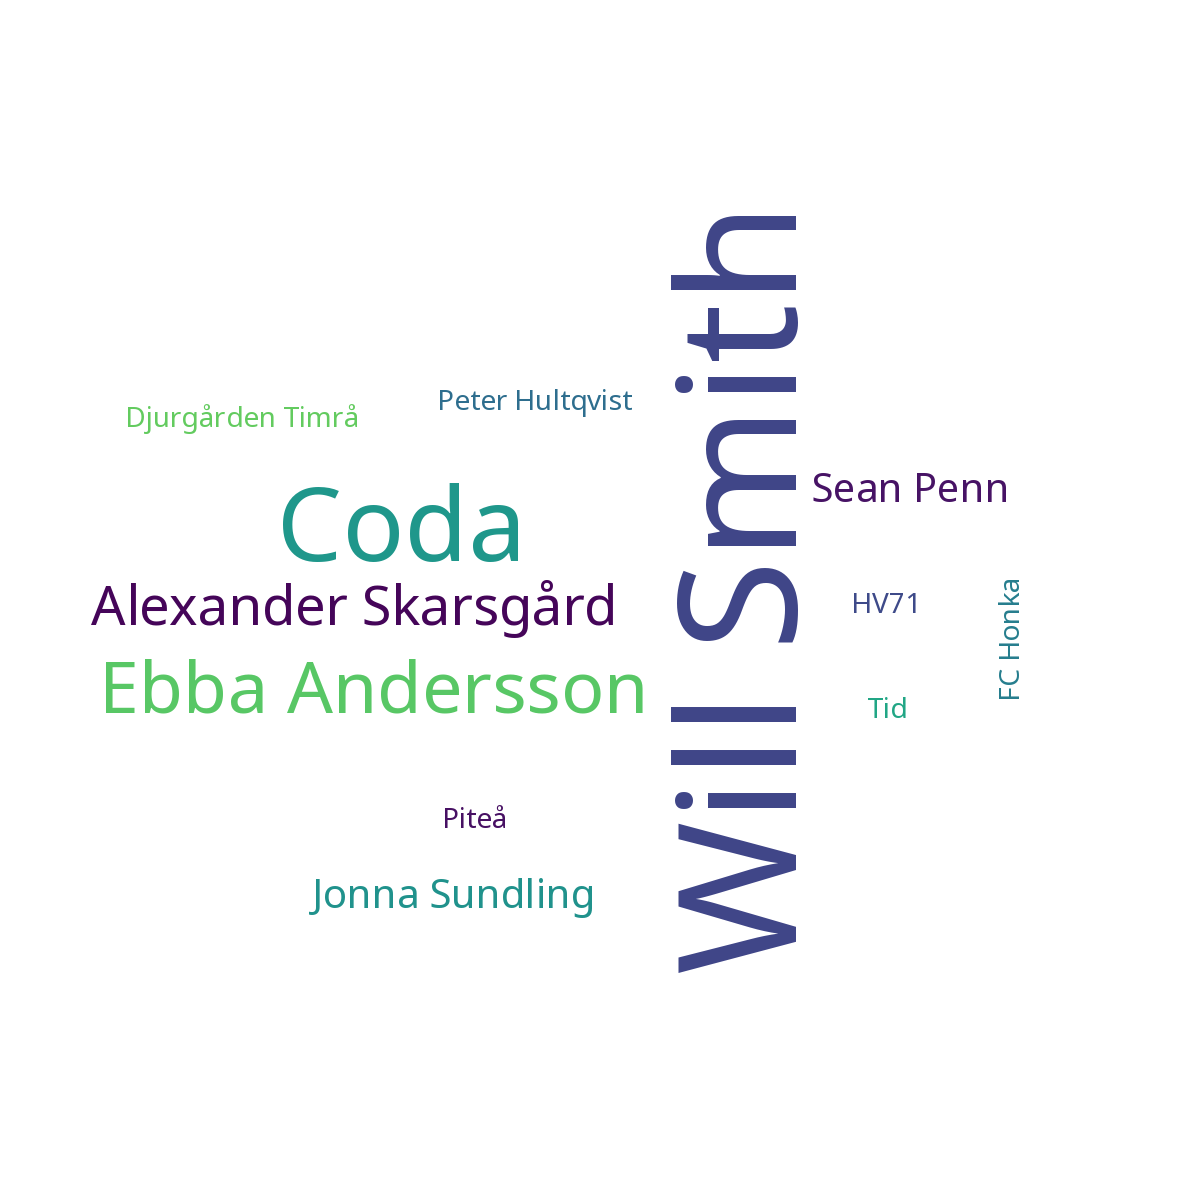 Will Smith
Peter Hultqvist
Djurgården Timrå
Sean Penn
Coda
Alexander Skarsgård
HV71
FC Honka
Ebba Andersson
Tid
Piteå
Jonna Sundling